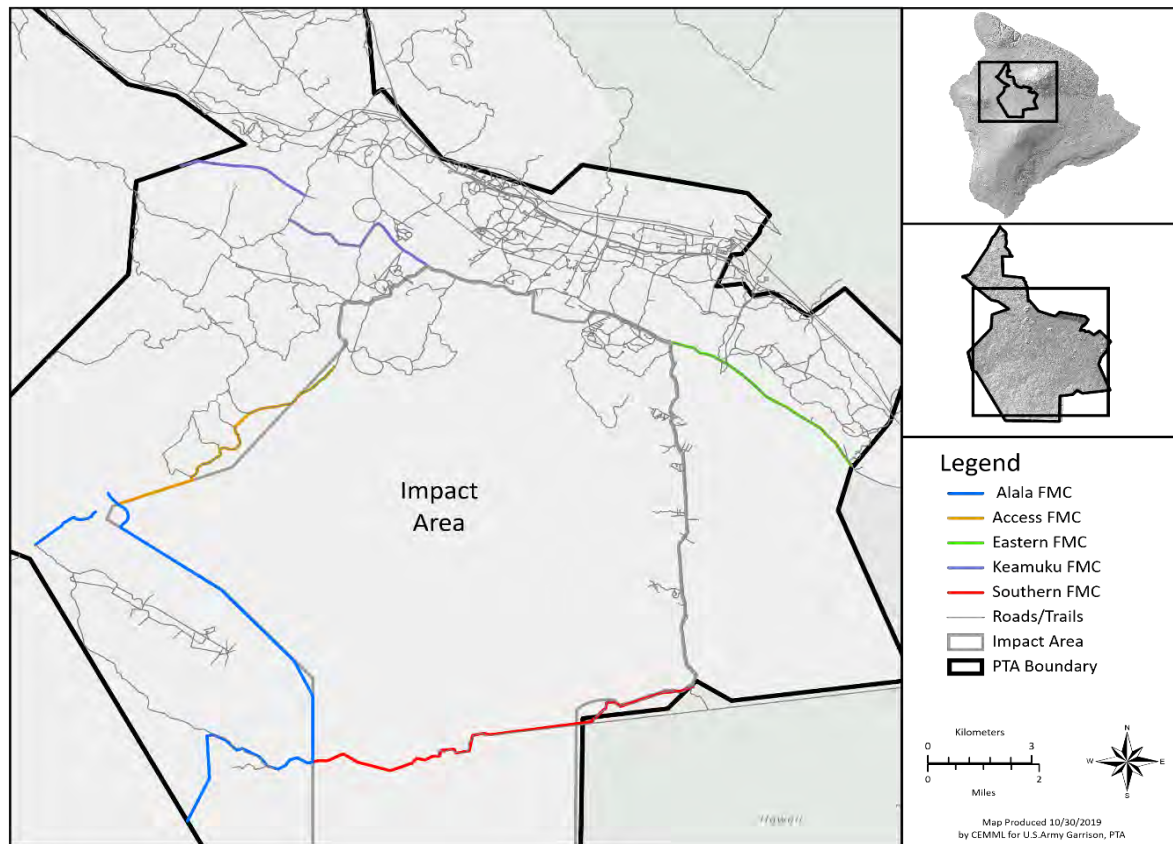 Impact
Area
Hawaii
Legend
Alala FMC
Access FMC
Eastern FMC
Keamuku FMC
Southern FMC
Roads/Trails
Impact Area
PTA Boundary
Kilometers
0 3
0 2
Miles
N
W E
S
Map Produced 10/30/2019
by CEMML for U.S.Army Garrison, PTA